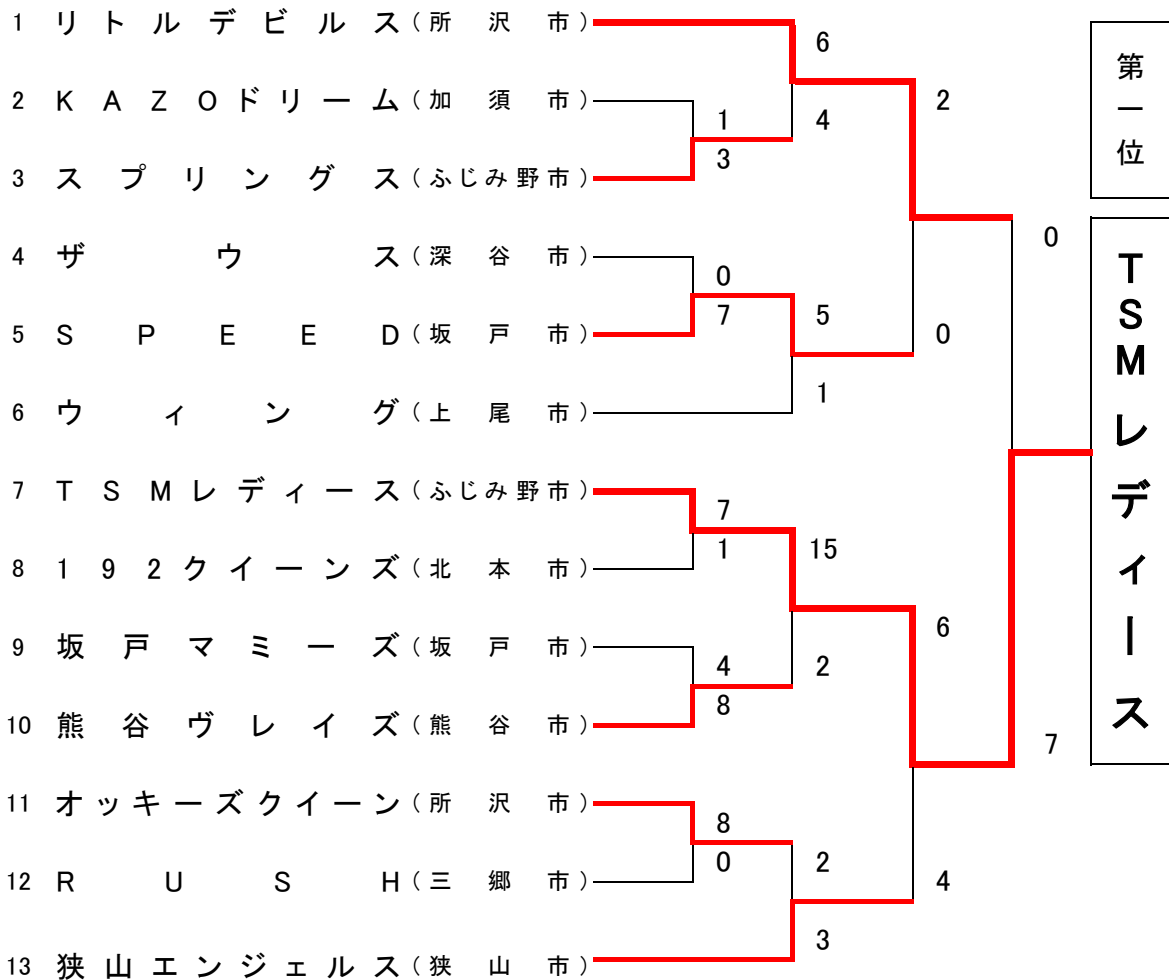 1 リトルデビルス(所沢市)
6
第一位
2 KAZOドリーム(加須市)
2
1
4
3 スプリングス(ふじみ野市)
3
0
4 ザウス(深谷市)
TSMレディース
0
5 SPEED(坂戸市)
7
5
0
6 ウィング(上尾市)
1
7 TSMレディース(ふじみ野市)
7
1
15
8 192クイーンズ(北本市)
6
9 坂戸マミーズ(坂戸市)
4
2
10 熊谷ヴレイズ(熊谷市)
8
7
11 オッキーズクイーン(所沢市)
8
0
2
12 RUSH(三郷市)
4
3
13 狭山エンジェルス(狭山市)